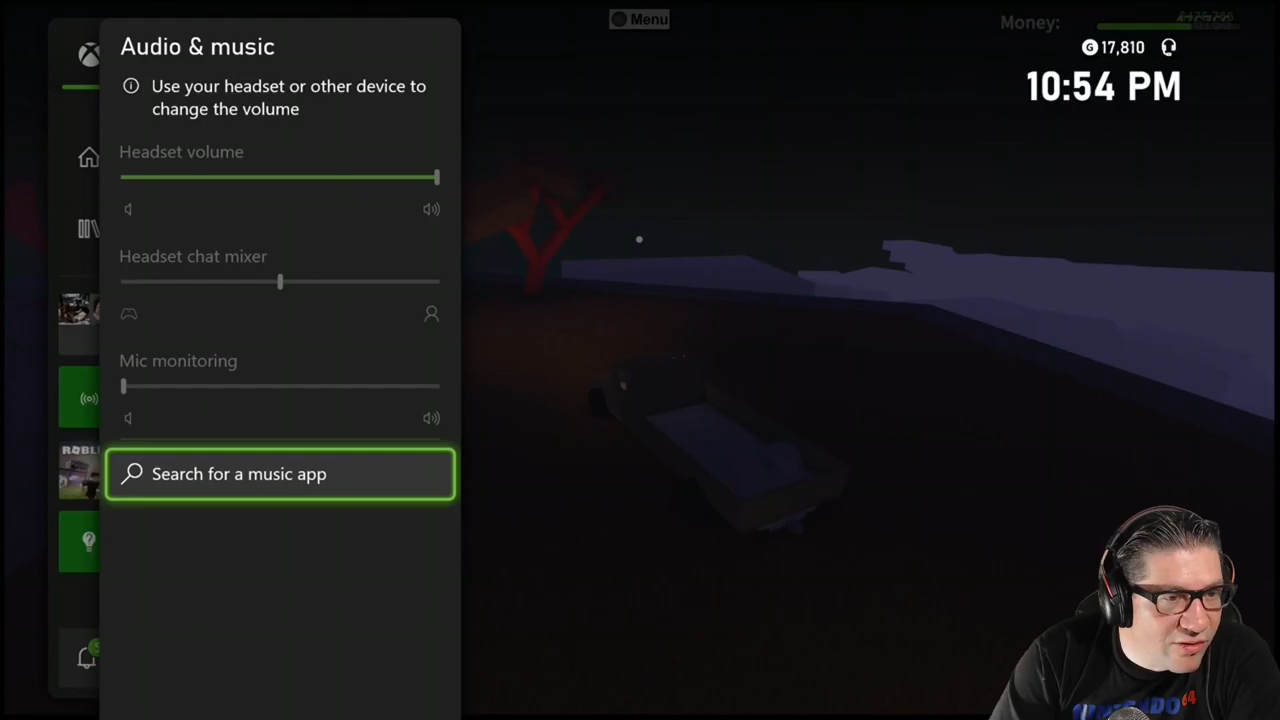 Audio & music
Use your headset or other device to
change the volume
Headset volume
Headset chat mixer
Mic monitoring
Search for a music app
Menu
Money:
G 17,810
10:54 PM
ROBL